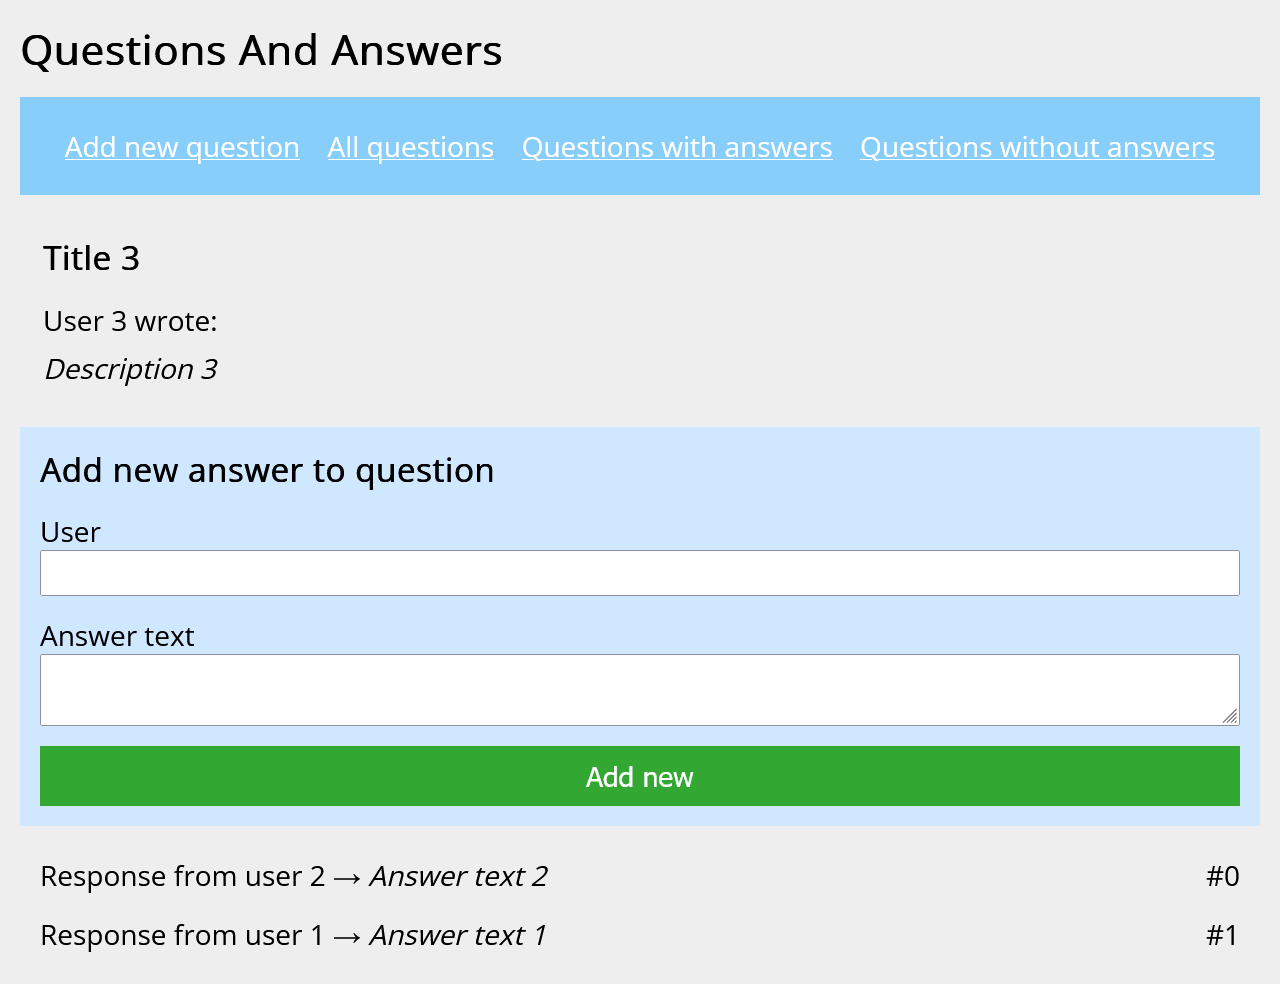 Questions And Answers
Add new question All questions Questions with answers Questions without answers
Title 3
User 3 wrote:
Description 3
Add new answer to question
User
Answer text
Add new
Response from user 2 → Answer text 2 #0
Response from user 1 → Answer text 1 #1